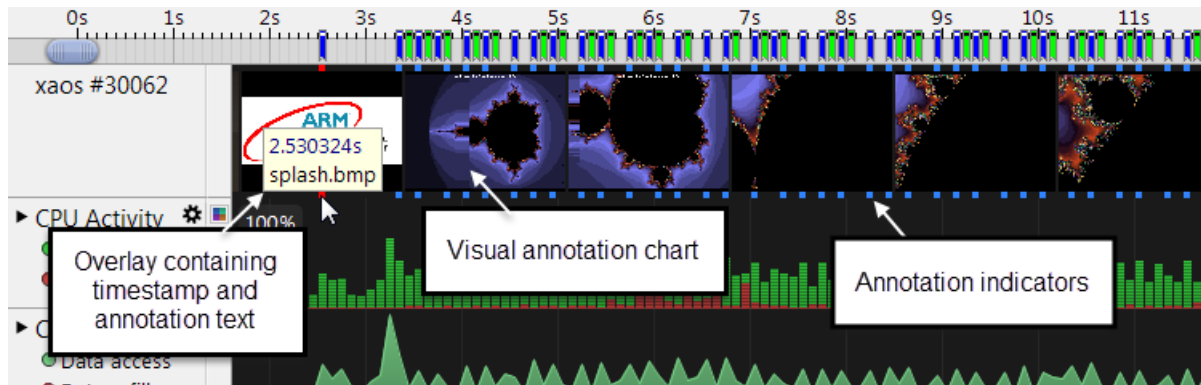 0s 1s 2s 3s 4s 5s 6s 7s 8s 9s 10s 11s
xaos #30062
ARM
2.530324s
splash.bmp
CPU Activity
100%
Overlay containing
timestamp and
annotation text
Visual annotation chart
Annotation indicators
Data access